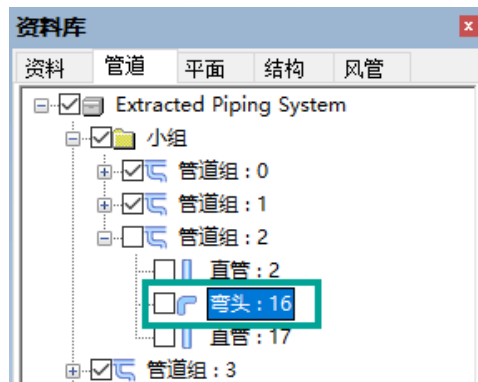 资料库
资料 管道 平面 结构 风管
Extracted Piping System
小组
管道组 : 0
管道组 : 1
管道组 : 2
直管 : 2
弯头 : 16
直管 : 17
管道组 : 3